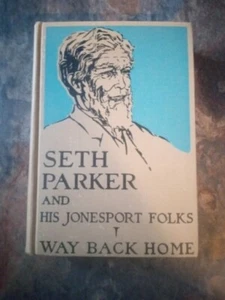 SETH
PARKER
AND
HIS JONESPORT FOLKS
WAY BACK HOME